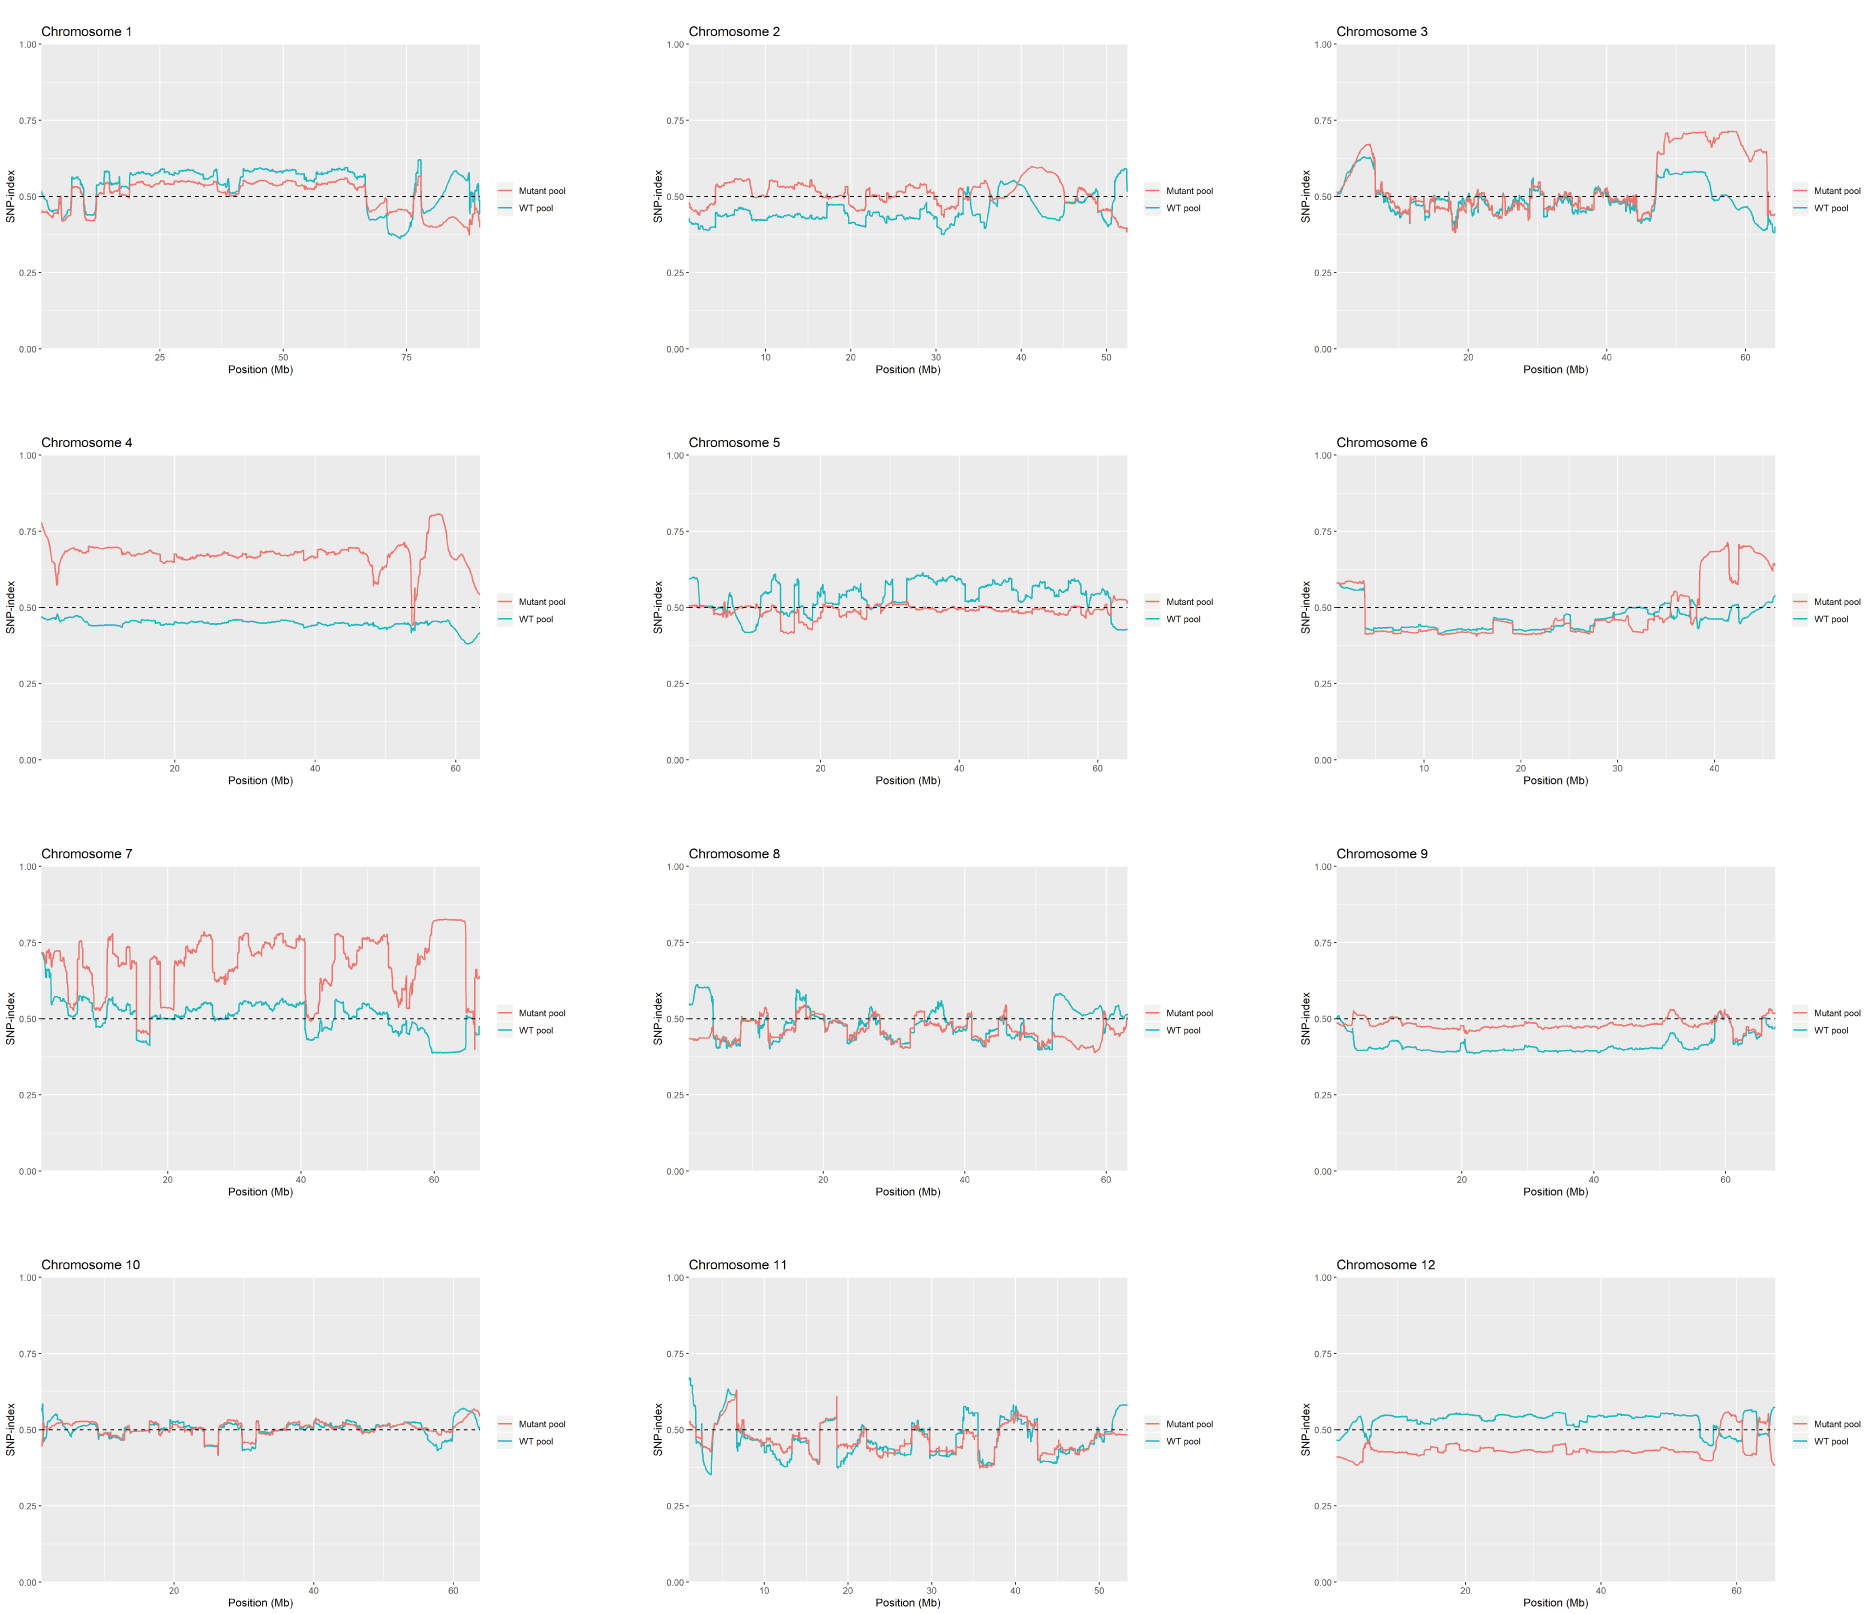 Chromosome 1
1.00
0.75
0.50
0.25
0.00
SNP-index
25
50
75
Position (Mb)
Mutant pool
WT pool
Chromosome 2
1.00
0.75
0.50
0.25
0.00
SNP-index
10
20
30
40
50
Position (Mb)
Mutant pool
WT pool
Chromosome 3
1.00
0.75
0.50
0.25
0.00
SNP-index
20
40
60
Position (Mb)
Mutant pool
WT pool
Chromosome 4
1.00
0.75
0.50
0.25
0.00
SNP-index
20
40
60
Position (Mb)
Mutant pool
WT pool
Chromosome 5
1.00
0.75
0.50
0.25
0.00
SNP-index
20
40
60
Position (Mb)
Mutant pool
WT pool
Chromosome 6
1.00
0.75
0.50
0.25
0.00
SNP-index
10
20
30
40
Position (Mb)
Mutant pool
WT pool
Chromosome 7
1.00
0.75
0.50
0.25
0.00
SNP-index
20
40
60
Position (Mb)
Mutant pool
WT pool
Chromosome 8
1.00
0.75
0.50
0.25
0.00
SNP-index
20
40
60
Position (Mb)
Mutant pool
WT pool
Chromosome 9
1.00
0.75
0.50
0.25
0.00
SNP-index
20
40
60
Position (Mb)
Mutant pool
WT pool
Chromosome 10
1.00
0.75
0.50
0.25
0.00
SNP-index
20
40
60
Position (Mb)
Mutant pool
WT pool
Chromosome 11
1.00
0.75
0.50
0.25
0.00
SNP-index
10
20
30
40
50
Position (Mb)
Mutant pool
WT pool
Chromosome 12
1.00
0.75
0.50
0.25
0.00
SNP-index
20
40
60
Position (Mb)
Mutant pool
WT pool